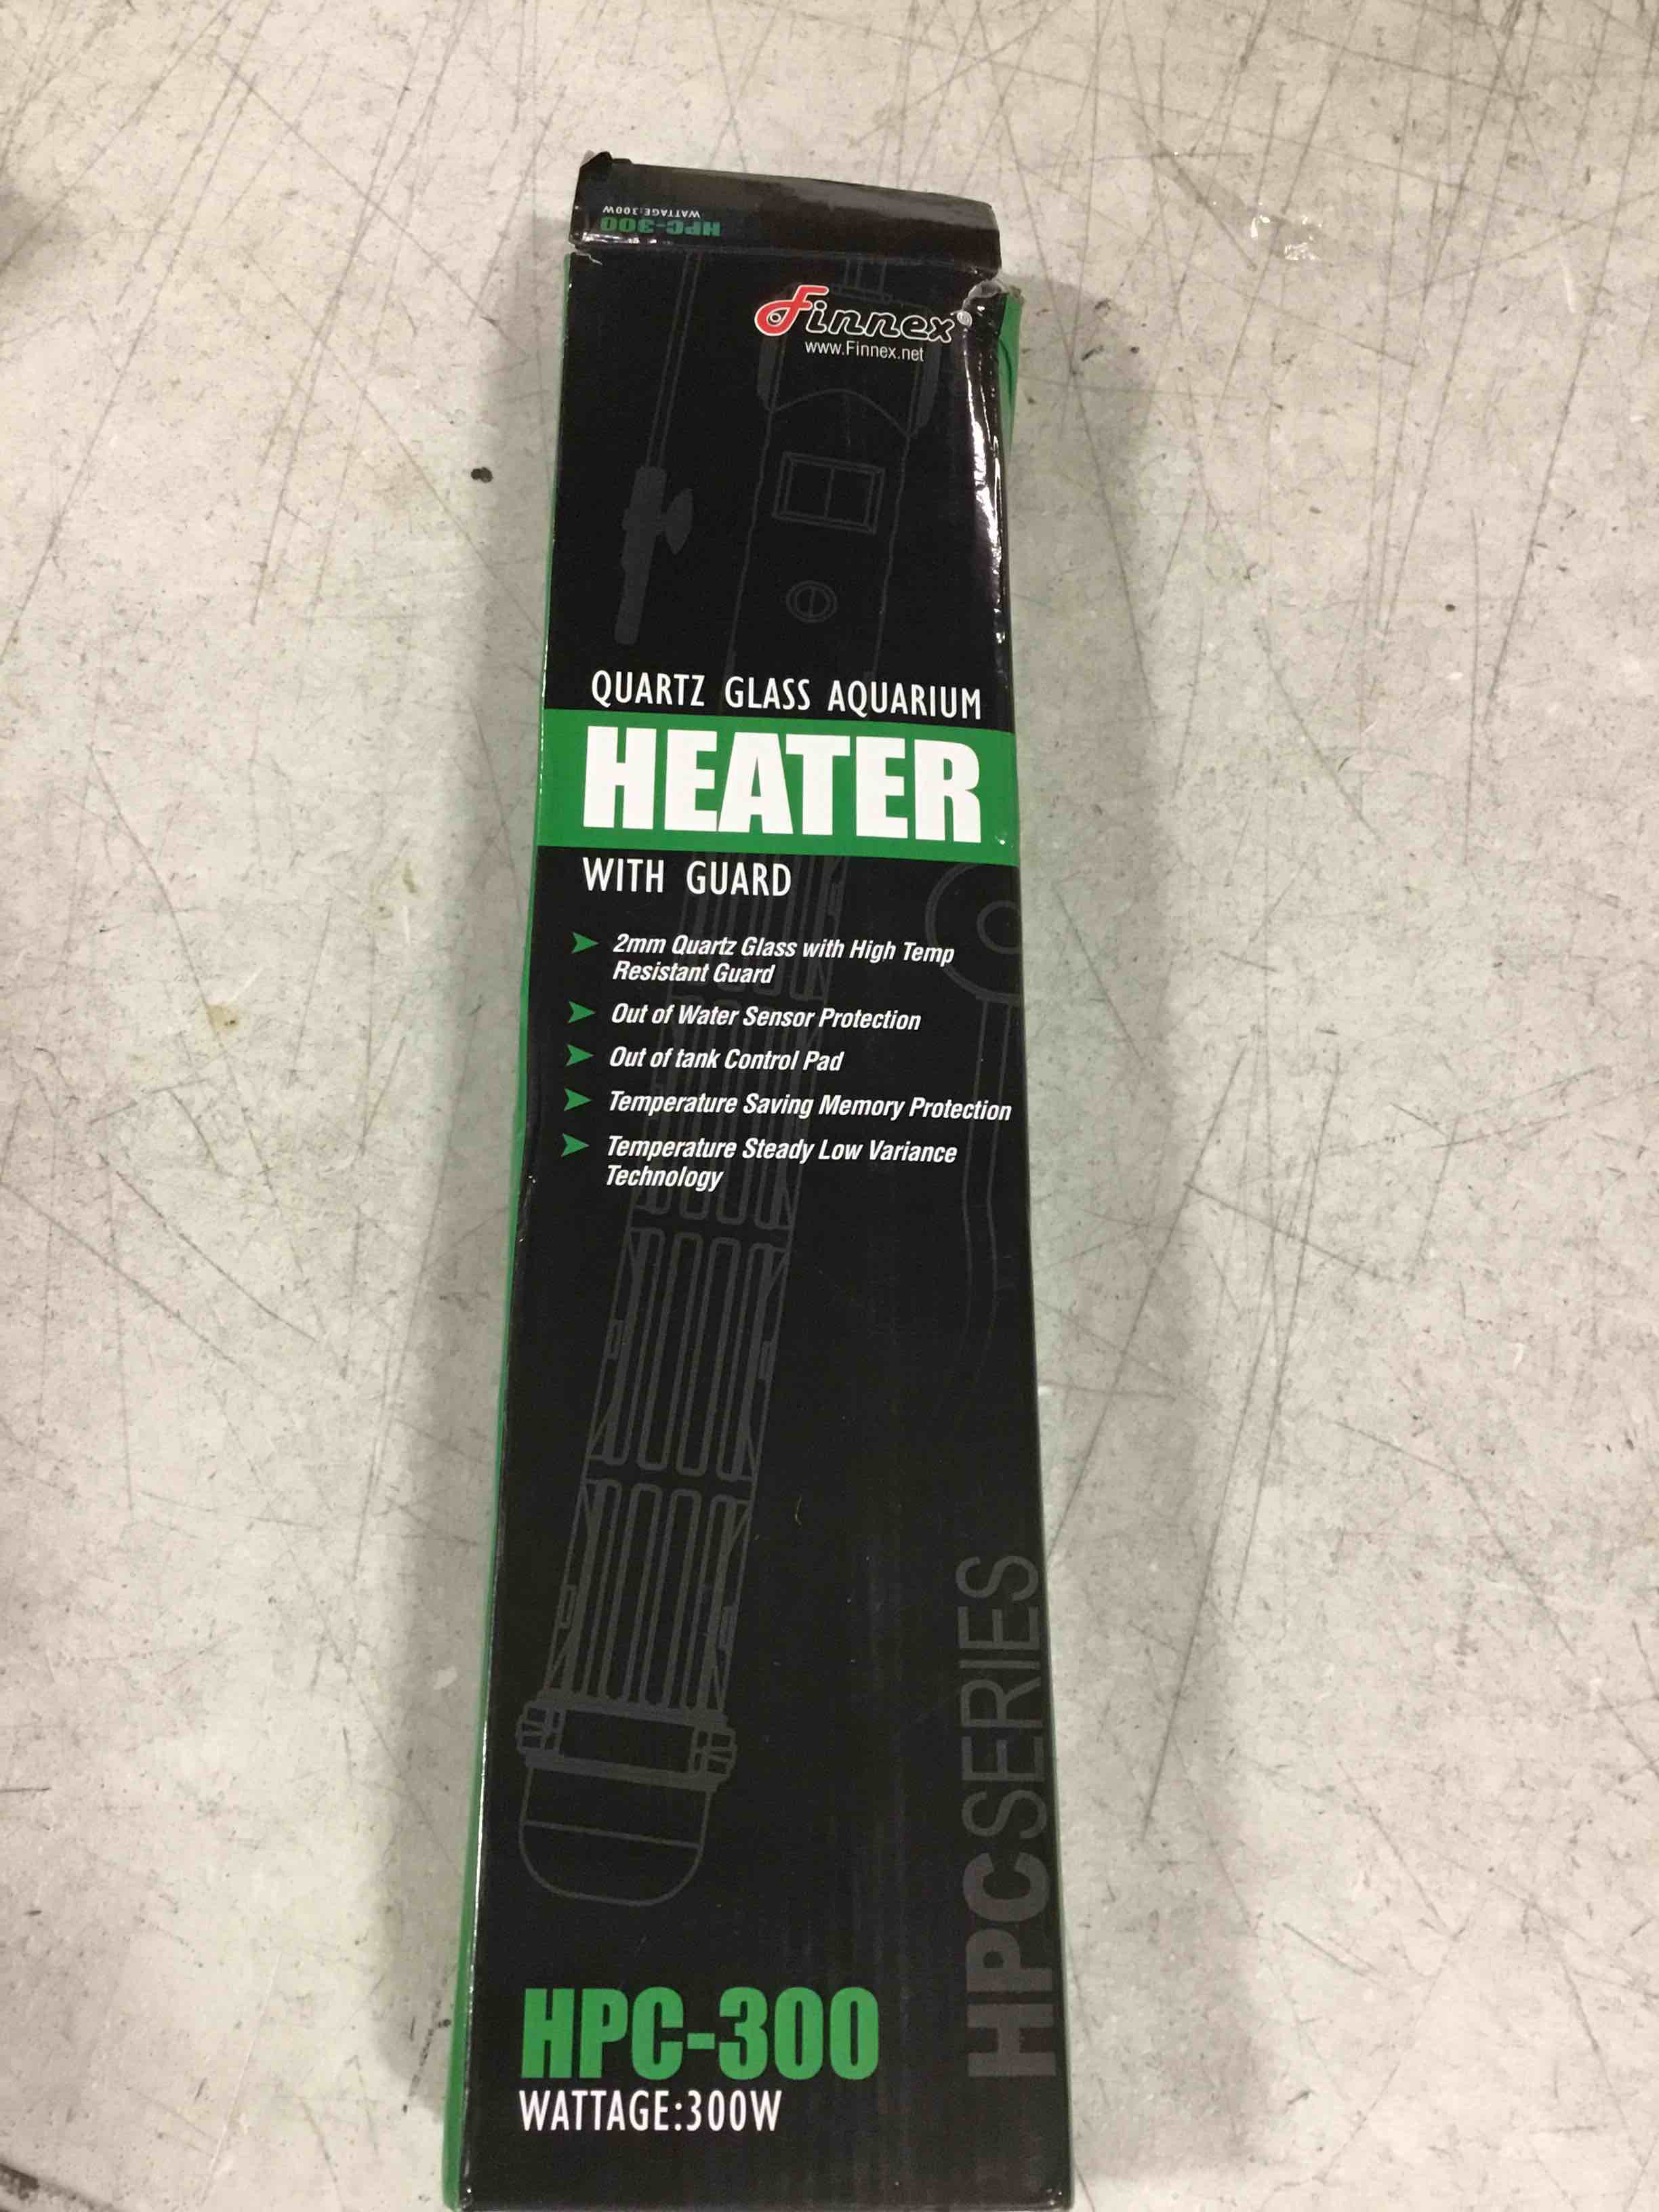 WATTAGE:300W
HPC-300
Finnex®
www.Finnex.net
QUARTZ GLASS AQUARIUM
HEATER
WITH GUARD
2mm Quartz Glass with High Temp
Resistant Guard
Out of Water Sensor Protection
Out of tank Control Pad
Temperature Saving Memory Protection
Temperature Steady Low Variance
Technology
HPCSERIES
HPC-300
WATTAGE:300W